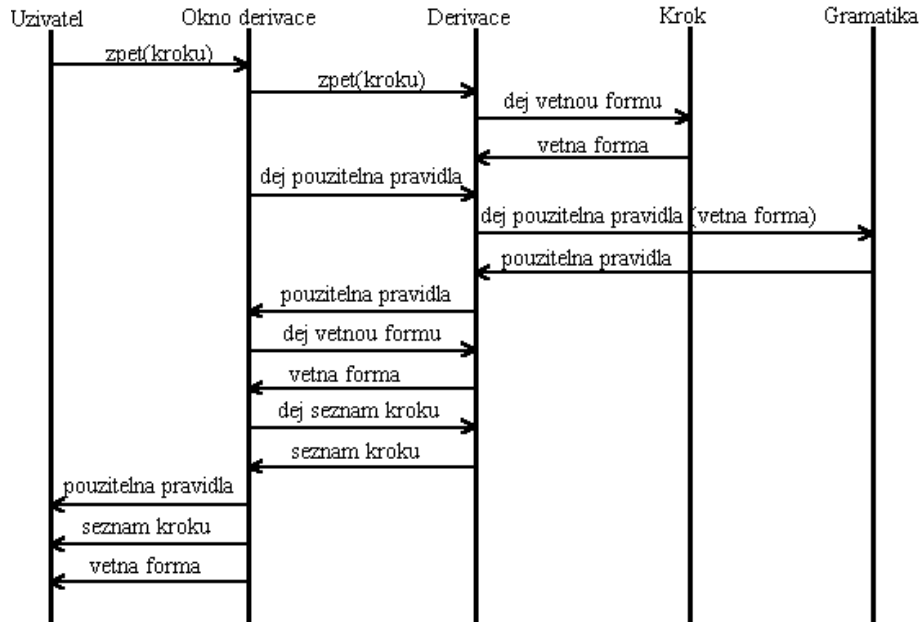 Uzivatel
Okno derivace
Derivace
Krok
Gramatika
zpet(kroku)
zpet(kroku)
dej vetnou formu
vetna forma
dej pouzitelna pravidla
dej pouzitelna pravidla (vetna forma)
pouzitelna pravidla
pouzitelna pravidla
dej vetnou formu
vetna forma
dej seznam kroku
seznam kroku
pouzitelna pravidla
seznam kroku
vetna forma